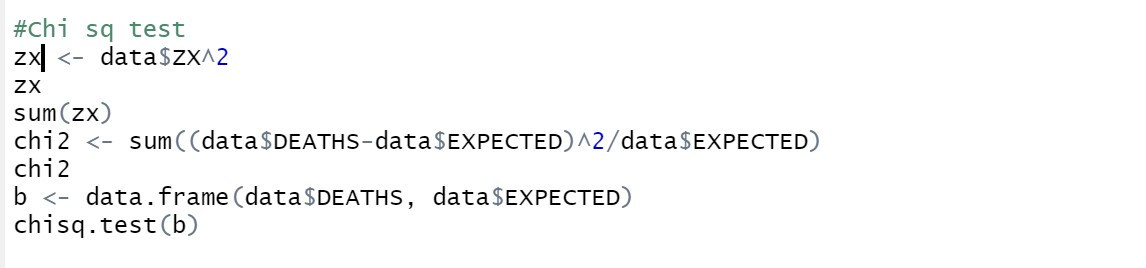 #Chi sq test
zx <- data$ZX^2
zx
sum(zx)
chi2 <- sum((data$DEATHS-data$EXPECTED)^2/data$EXPECTED)
chi2
b <- data.frame(data$DEATHS, data$EXPECTED)
chisq.test(b)